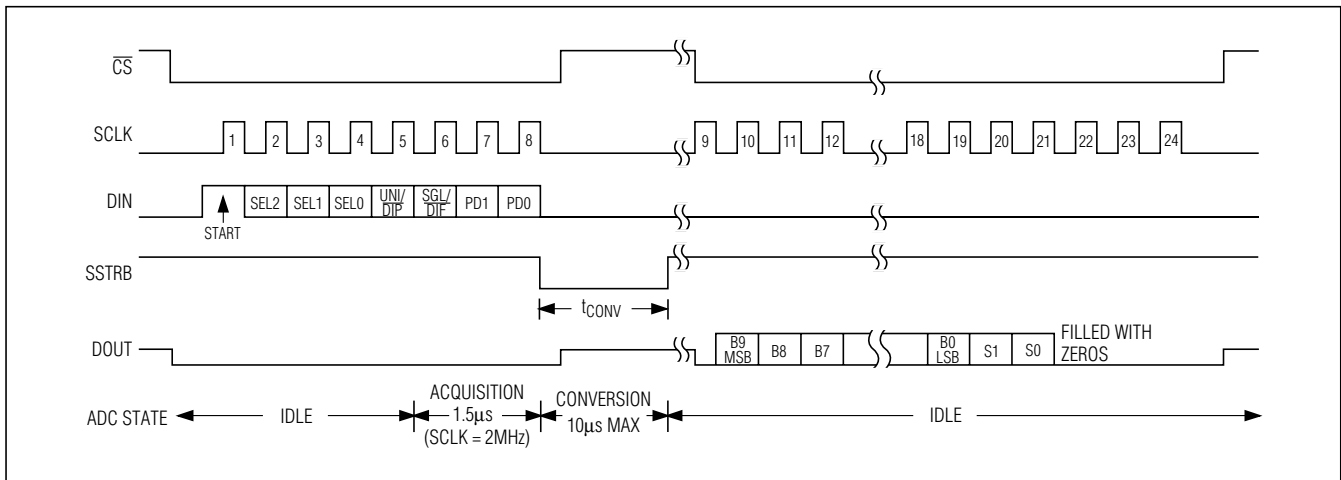 CS
SCLK 1 2 3 4 5 6 7 8 9 10 11 12 18 19 20 21 22 23 24
DIN SEL2 SEL1 SEL0 UNI/DIP SGL/DIF PD1 PD0
START
SSTRB
tCONV
DOUT B9 MSB B8 B7 B0 LSB S1 S0 FILLED WITH ZEROS
ADC STATE IDLE ACQUISITION 1.5µs (SCLK = 2MHz) CONVERSION 10µs MAX IDLE